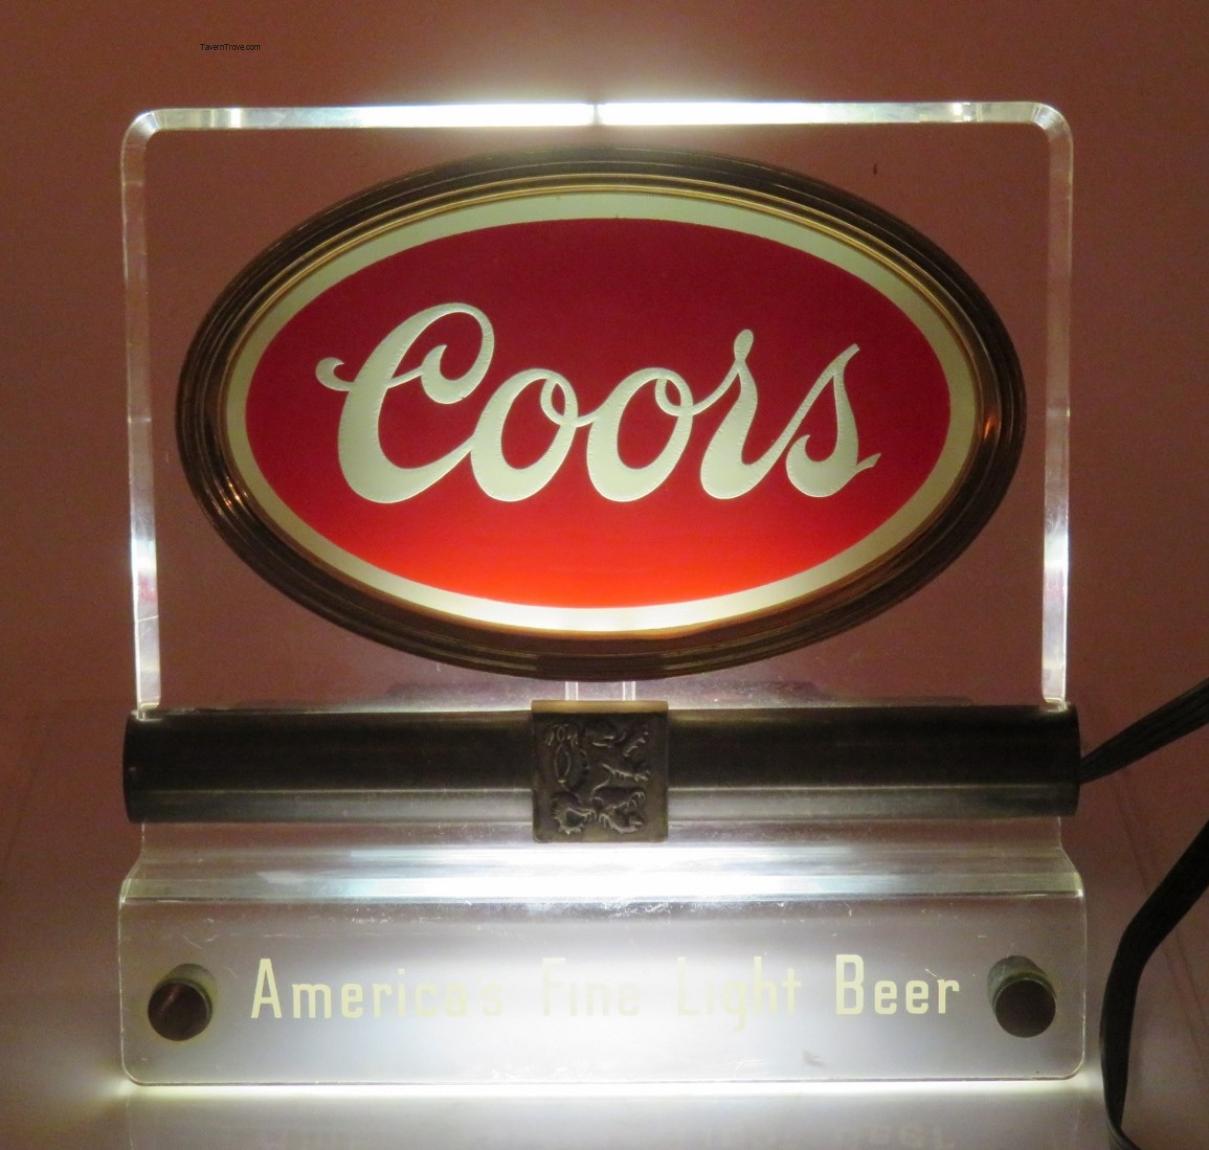 TavernTrove.com
Coors
America's Fine Light Beer